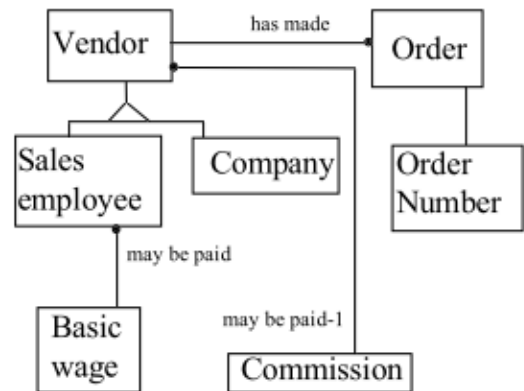 Vendor
has made
Order
Sales
employee
Company
Order
Number
may be paid
Basic
wage
may be paid-1
Commission